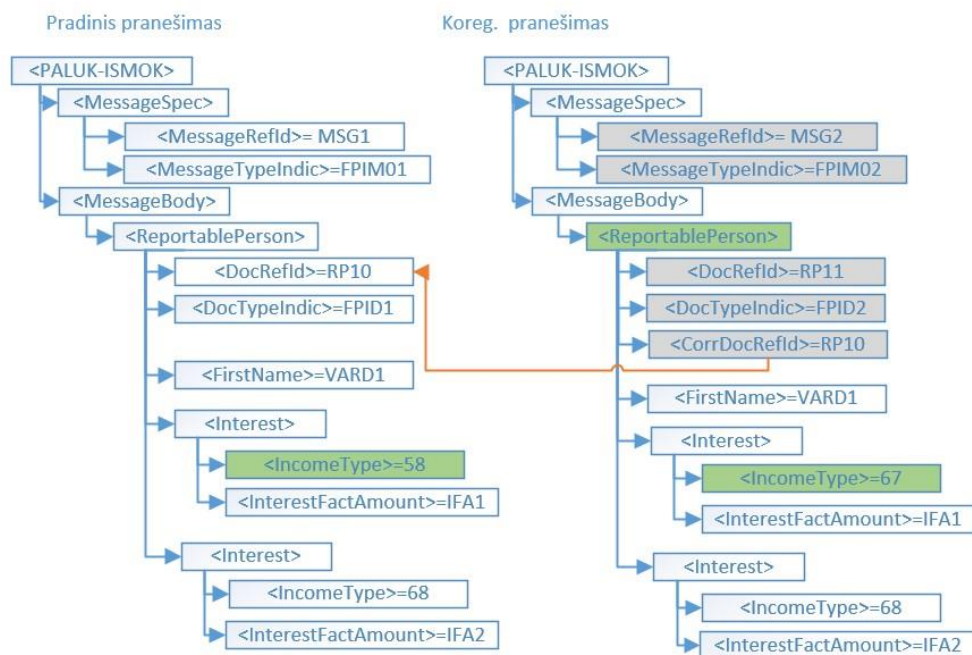 Pradinis pranešimas
<PALUK-ISMOK>
<MessageSpec>
<MessageRefId>= MSG1
<MessageTypeIndic>=FPIM01
<MessageBody>
<ReportablePerson>
<DocRefId>=RP10
<DocTypeIndic>=FPID1
<FirstName>=VARD1
<Interest>
<IncomeType>=58
<InterestFactAmount>=IFA1
<Interest>
<IncomeType>=68
<InterestFactAmount>=IFA2
Koreg. pranešimas
<PALUK-ISMOK>
<MessageSpec>
<MessageRefId>= MSG2
<MessageTypeIndic>=FPIM02
<MessageBody>
<ReportablePerson>
<DocRefId>=RP11
<DocTypeIndic>=FPID2
<CorrDocRefId>=RP10
<FirstName>=VARD1
<Interest>
<IncomeType>=67
<InterestFactAmount>=IFA1
<Interest>
<IncomeType>=68
<InterestFactAmount>=IFA2